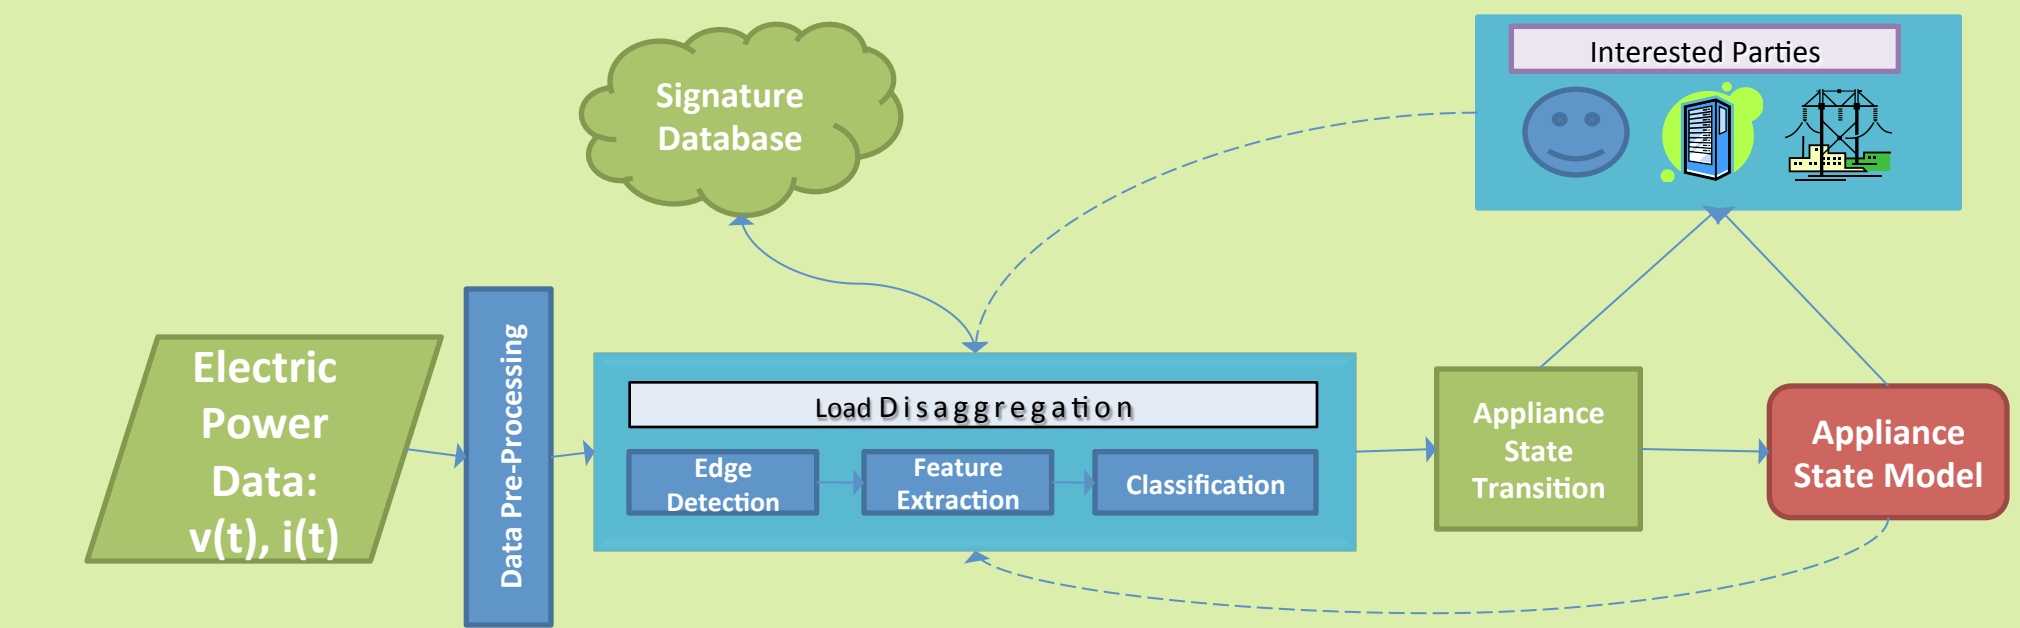 Signature
Database
Interested Parties
Electric
Power
Data:
v(t), i(t)
Data Pre-Processing
Load Disaggregation
Edge
Detection
Feature
Extraction
Classification
Appliance
State
Transition
Appliance
State Model